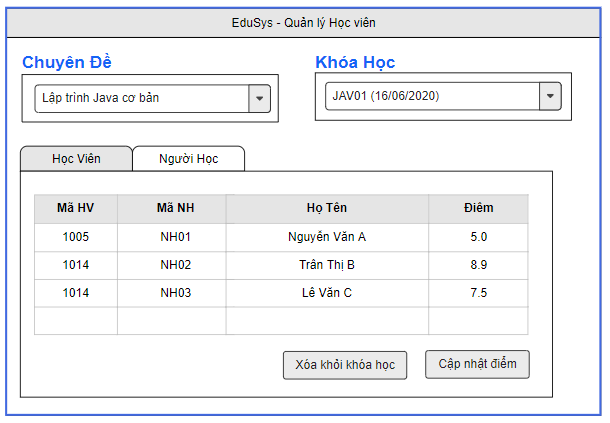 EduSys - Quản lý Học viên
Chuyên Đề Khóa Học
Lập trình Java cơ bản JAV01 (16/06/2020)
Học Viên Người Học
Mã HV Mã NH Họ Tên Điêm
1005 NH01 Nguyễn Văn A 5.0
1014 NH02 Trân Thị B 8.9
1014 NH03 Lê Văn C 7.5
Xóa khỏi khóa học Cập nhật điểm